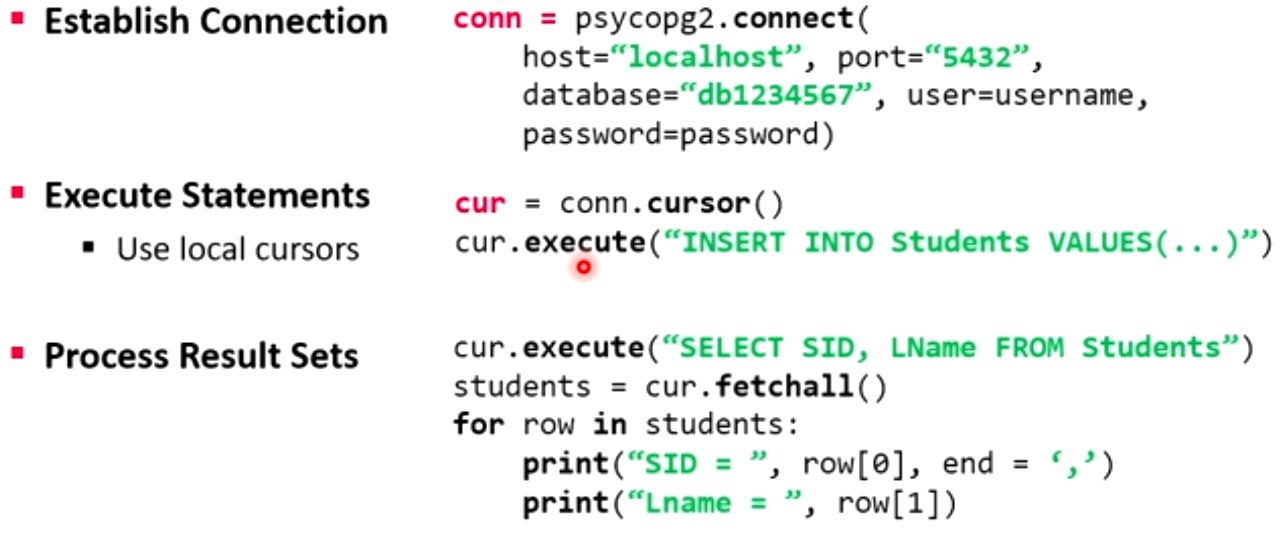 Establish Connection
conn = psycopg2.connect(
host=“localhost”, port=“5432”,
database=“db1234567”, user=username,
password=password)
Execute Statements
Use local cursors
cur = conn.cursor()
cur.execute(“INSERT INTO Students VALUES(...)”)
Process Result Sets
cur.execute(“SELECT SID, LName FROM Students”)
students = cur.fetchall()
for row in students:
print(“SID = ”, row[0], end = ‘,’)
print(“Lname = ”, row[1])